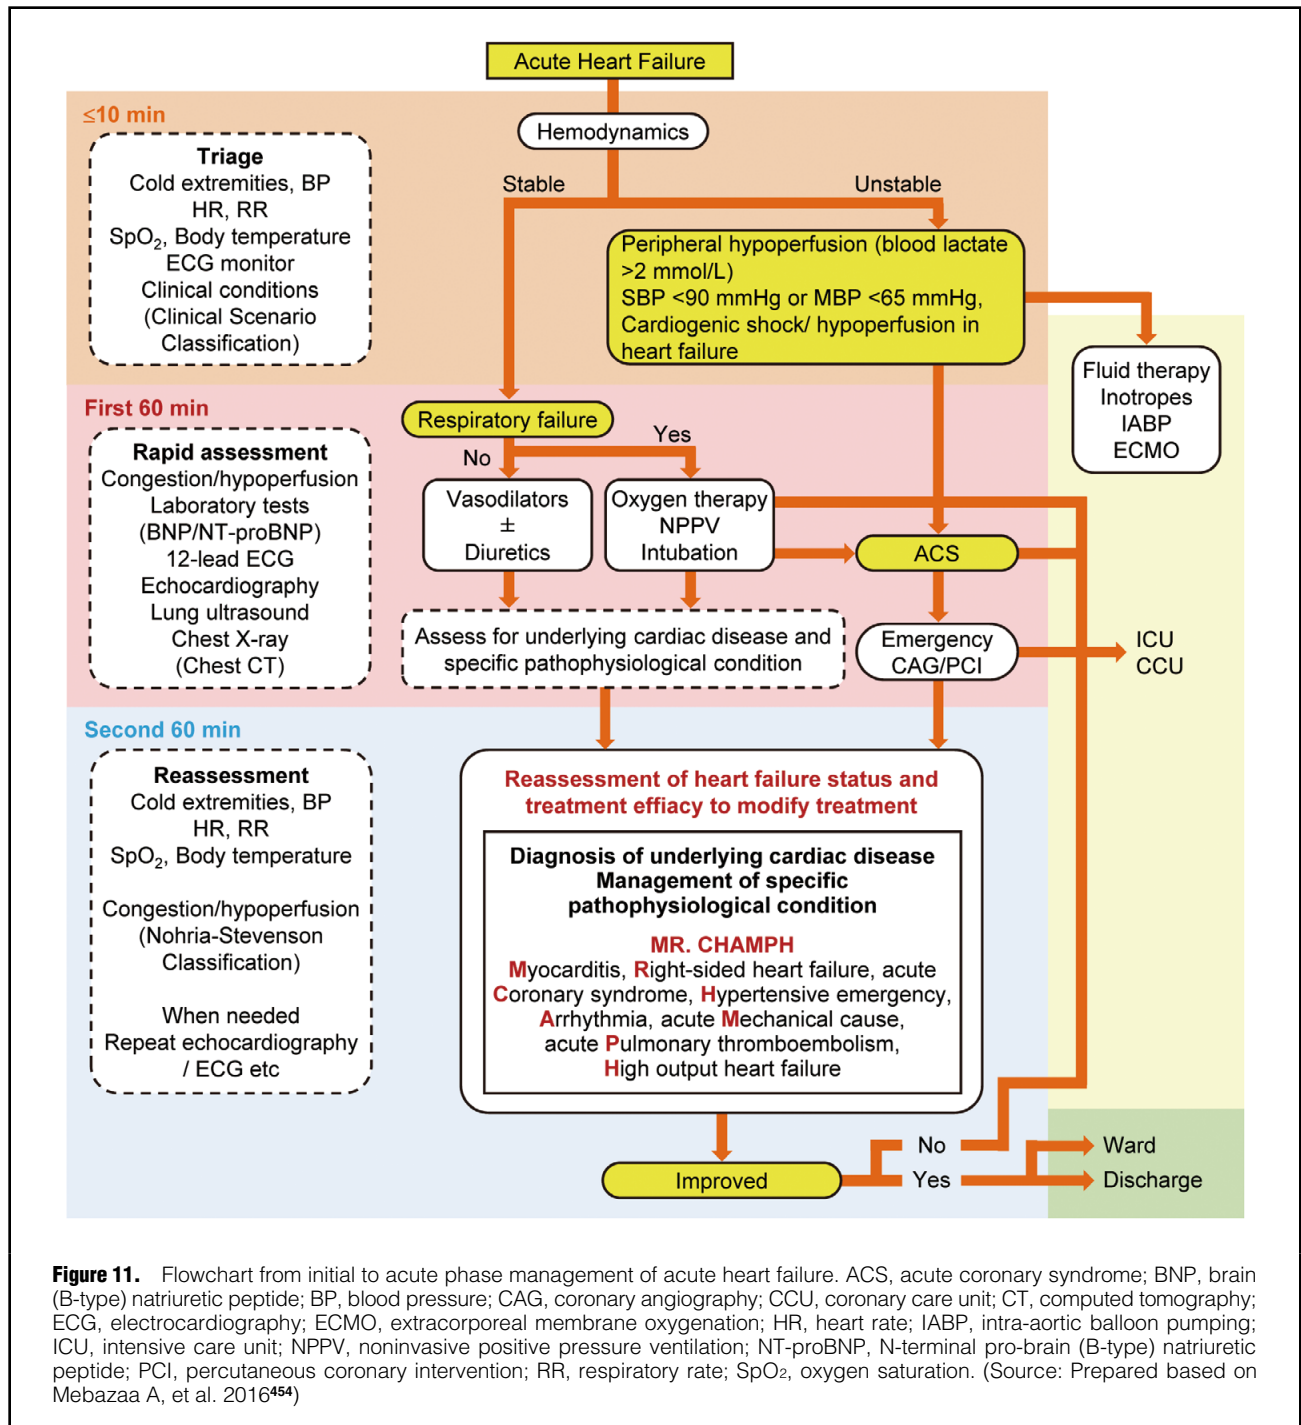 Acute Heart Failure
≤10 min
Hemodynamics
Triage
Cold extremities, BP
HR, RR
SpO2, Body temperature
ECG monitor
Clinical conditions
(Clinical Scenario
Classification)
Stable
Unstable
Peripheral hypoperfusion (blood lactate
>2 mmol/L)
SBP <90 mmHg or MBP <65 mmHg,
Cardiogenic shock/ hypoperfusion in
heart failure
Fluid therapy
Inotropes
IABP
ECMO
First 60 min
Rapid assessment
Congestion/hypoperfusion
Laboratory tests
(BNP/NT-proBNP)
12-lead ECG
Echocardiography
Lung ultrasound
Chest X-ray
(Chest CT)
Respiratory failure
No
Yes
Vasodilators
±
Diuretics
Oxygen therapy
NPPV
Intubation
ACS
Assess for underlying cardiac disease and
specific pathophysiological condition
Emergency
CAG/PCI
ICU
CCU
Second 60 min
Reassessment
Cold extremities, BP
HR, RR
SpO2, Body temperature
Congestion/hypoperfusion
(Nohria-Stevenson
Classification)
When needed
Repeat echocardiography
/ ECG etc
Reassessment of heart failure status and
treatment effiacy to modify treatment
Diagnosis of underlying cardiac disease
Management of specific
pathophysiological condition
MR. CHAMPH
Myocarditis, Right-sided heart failure, acute
Coronary syndrome, Hypertensive emergency,
Arrhythmia, acute Mechanical cause,
acute Pulmonary thromboembolism,
High output heart failure
Improved
No
Yes
Ward
Discharge
Figure 11. Flowchart from initial to acute phase management of acute heart failure. ACS, acute coronary syndrome; BNP, brain
(B-type) natriuretic peptide; BP, blood pressure; CAG, coronary angiography; CCU, coronary care unit; CT, computed tomography;
ECG, electrocardiography; ECMO, extracorporeal membrane oxygenation; HR, heart rate; IABP, intra-aortic balloon pumping;
ICU, intensive care unit; NPPV, noninvasive positive pressure ventilation; NT-proBNP, N-terminal pro-brain (B-type) natriuretic
peptide; PCI, percutaneous coronary intervention; RR, respiratory rate; SpO2, oxygen saturation. (Source: Prepared based on
Mebazaa A, et al. 2016454)